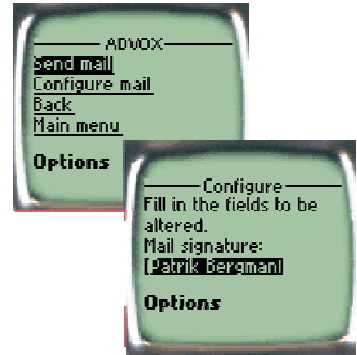 ADVOX
Send mail
Configure mail
Back
Main menu
Options
Configure
Fill in the fields to be
altered.
Mail signature:
[Patrik Bergman]
Options